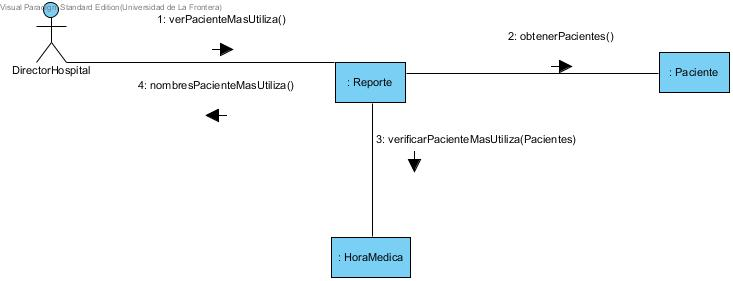 Visual Paradigm Standard Edition(Universidad de La Frontera)
1: verPacienteMasUtiliza()
2: obtenerPacientes()
DirectorHospital
: Reporte
: Paciente
4: nombresPacienteMasUtiliza()
3: verificarPacienteMasUtiliza(Pacientes)
: HoraMedica